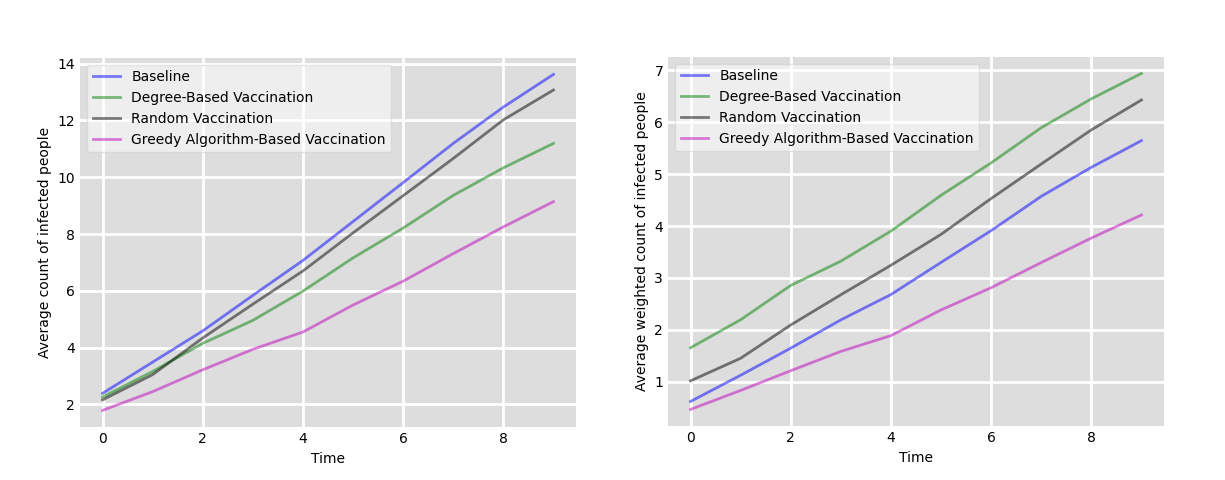 14
12
10
8
6
4
2
0 2 4 6 8
Time
Average count of infected people
Baseline
Degree-Based Vaccination
Random Vaccination
Greedy Algorithm-Based Vaccination
7
6
5
4
3
2
1
0 2 4 6 8
Time
Average weighted count of infected people
Baseline
Degree-Based Vaccination
Random Vaccination
Greedy Algorithm-Based Vaccination